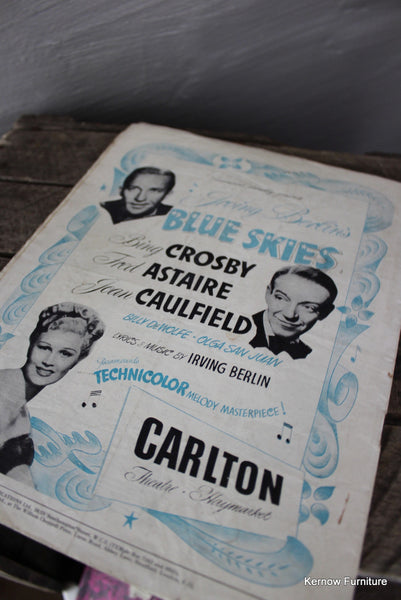 Irving Berlin's
BLUE SKIES
Bing CROSBY
Fred ASTAIRE
Joan CAULFIELD
BILLY DeWOLFE - OLGA SAN JUAN
LYRICS & MUSIC BY IRVING BERLIN
Paramount's
TECHNICOLOR MELODY MASTERPIECE!
CARLTON
Theatre · Haymarket
Kernow Furniture